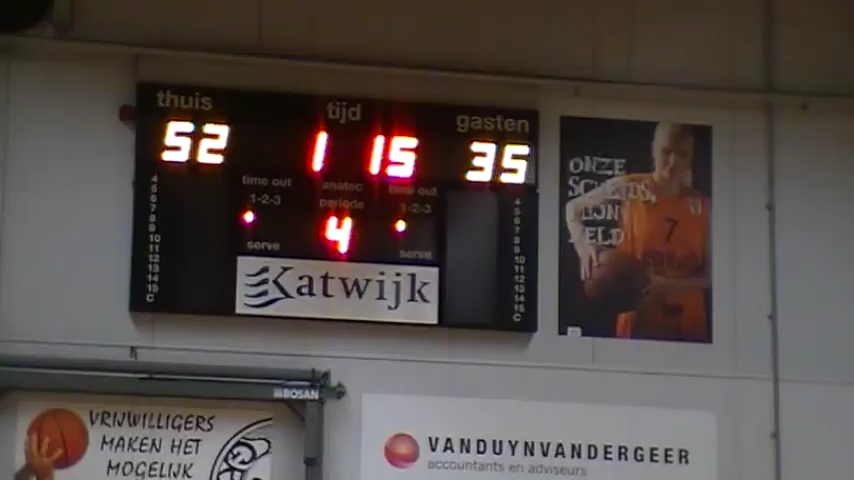 thuis
tijd
gasten
52
1 15
35
time out
anatec
time out
1-2-3
periode
1-2-3
4
serve
serve
4
5
6
7
8
9
10
11
12
13
14
15
C
4
5
6
7
8
9
10
11
12
13
14
15
C
Katwijk
ONZE
SCHEIDS,
MIJN
HELD
7
BOSAN
VRIJWILLIGERS
MAKEN HET
MOGELIJK
VANDUYNVANDERGEER
accountants en adviseurs